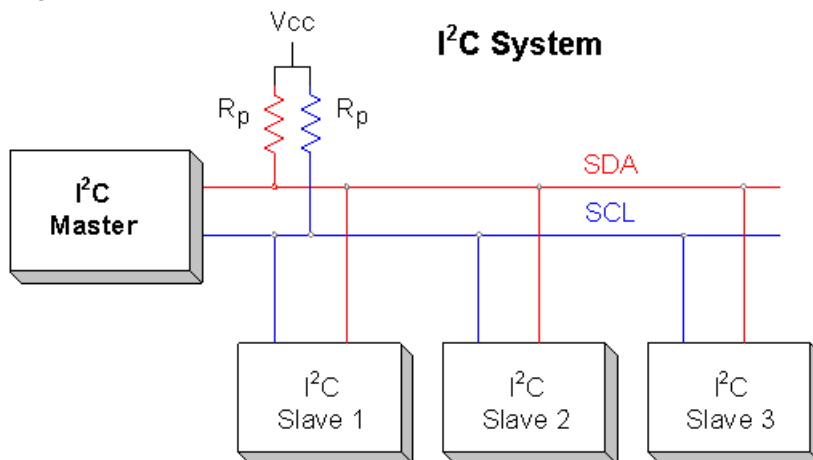 Vcc
I²C System
Rp Rp
SDA
I²C
Master
SCL
I²C
Slave 1
I²C
Slave 2
I²C
Slave 3